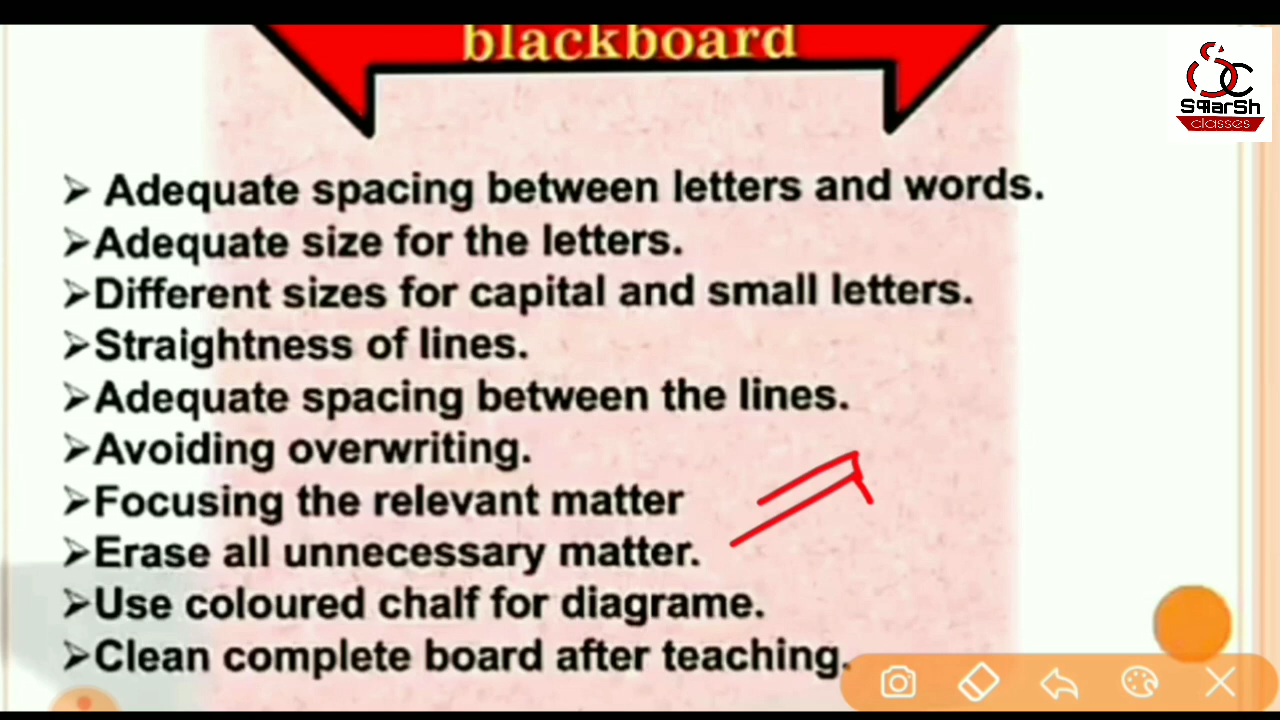 blackboard
SparSh
classes
➢ Adequate spacing between letters and words.
➢Adequate size for the letters.
➢Different sizes for capital and small letters.
➢Straightness of lines.
➢Adequate spacing between the lines.
➢Avoiding overwriting.
➢Focusing the relevant matter
➢Erase all unnecessary matter.
➢Use coloured chalf for diagrame.
➢Clean complete board after teaching.